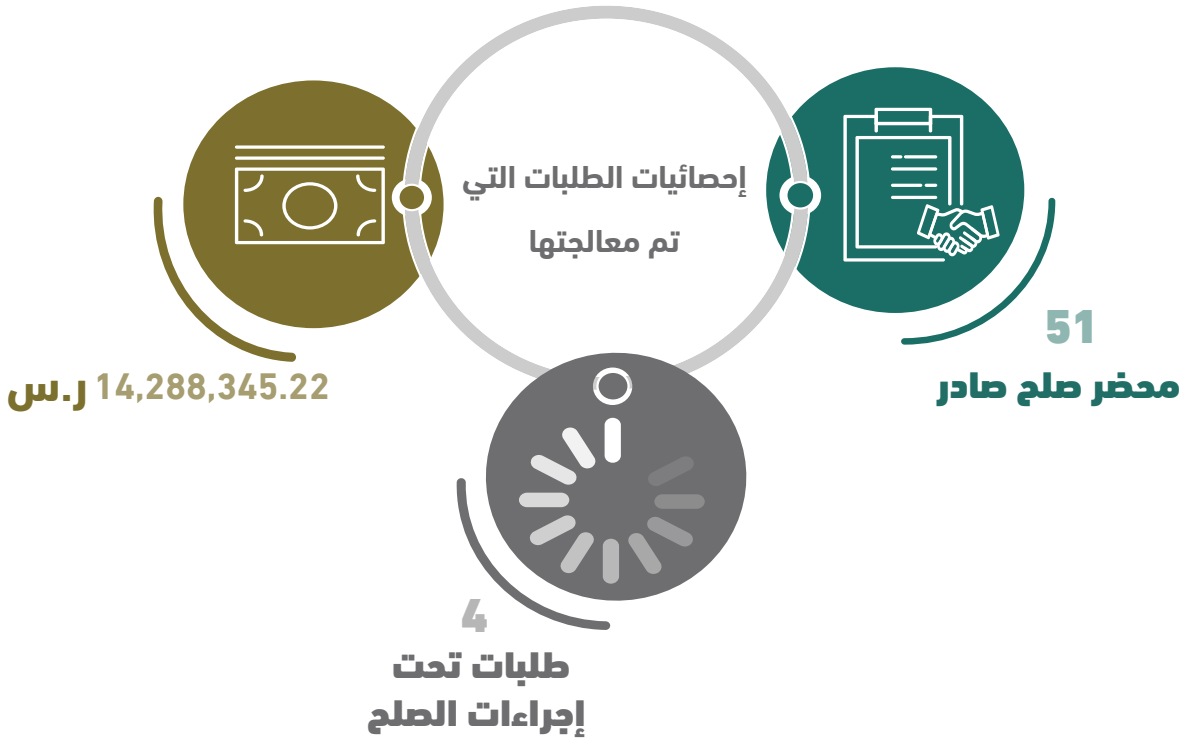 إحصائيات الطلبات التي
تم معالجتها
51
محضر صلح صادر
14,288,345.22 ر.س
4
طلبات تحت
إجراءات الصلح